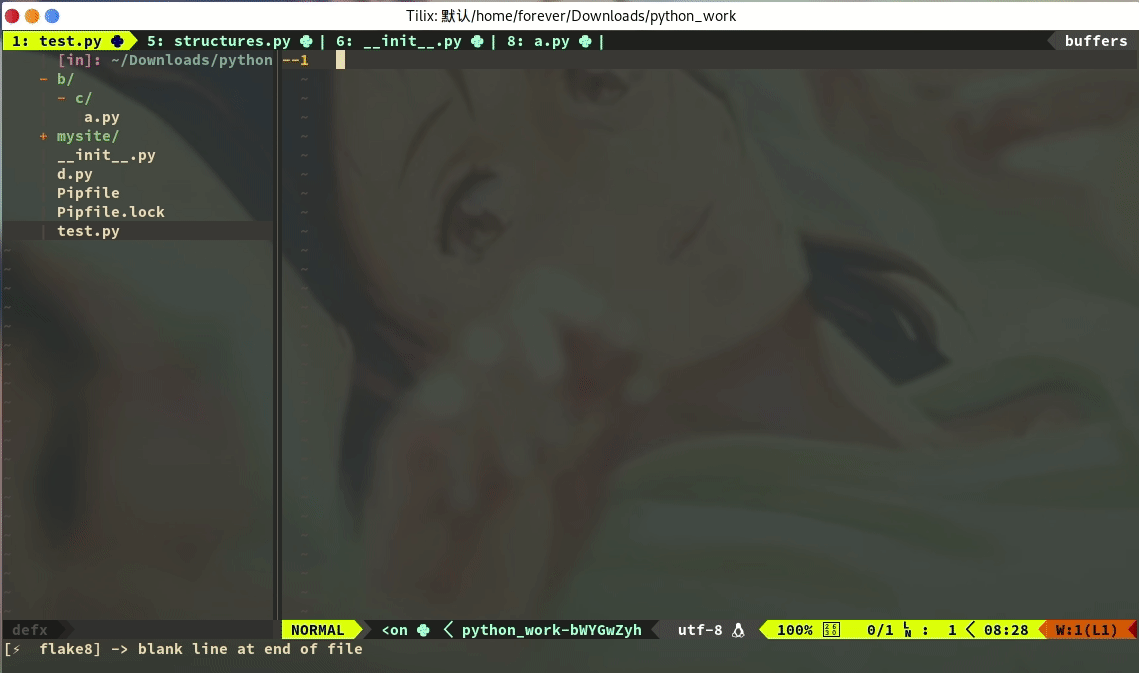 Tilix: 默认/home/forever/Downloads/python_work
1: test.py 5: structures.py | 6: __init__.py | 8: a.py | buffers
[in]: ~/Downloads/python
- b/
- c/
a.py
+ mysite/
__init__.py
d.py
Pipfile
Pipfile.lock
test.py
--1
defx
NORMAL <on python_work-bWYGwZyh utf-8 100% 0/1 LN : 1 08:28 W:1(L1)
[⚡ flake8] -> blank line at end of file